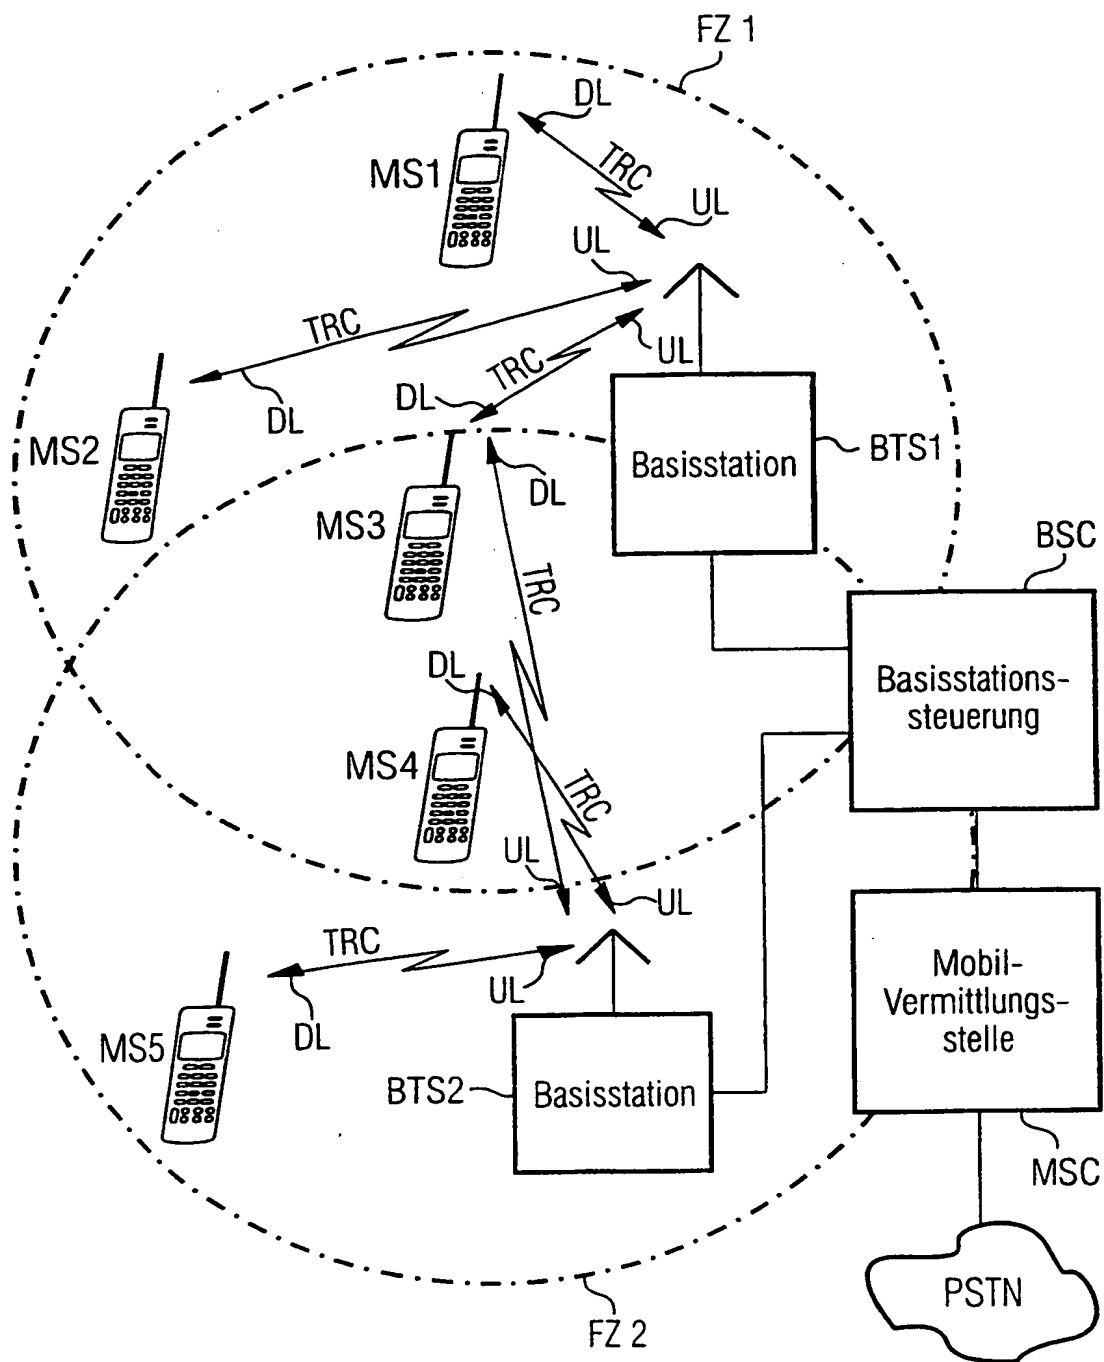 FZ 1
DL
TRC
MS1
UL
UL
TRC
UL
TRC
DL
DL
MS2
BTS1
Basisstation
DL
MS3
BSC
TRC
DL
Basisstations-
steuerung
MS4
TRC
UL
UL
TRC
Mobil-
Vermittlungs-
stelle
UL
DL
MS5
BTS2
Basisstation
MSC
PSTN
FZ 2